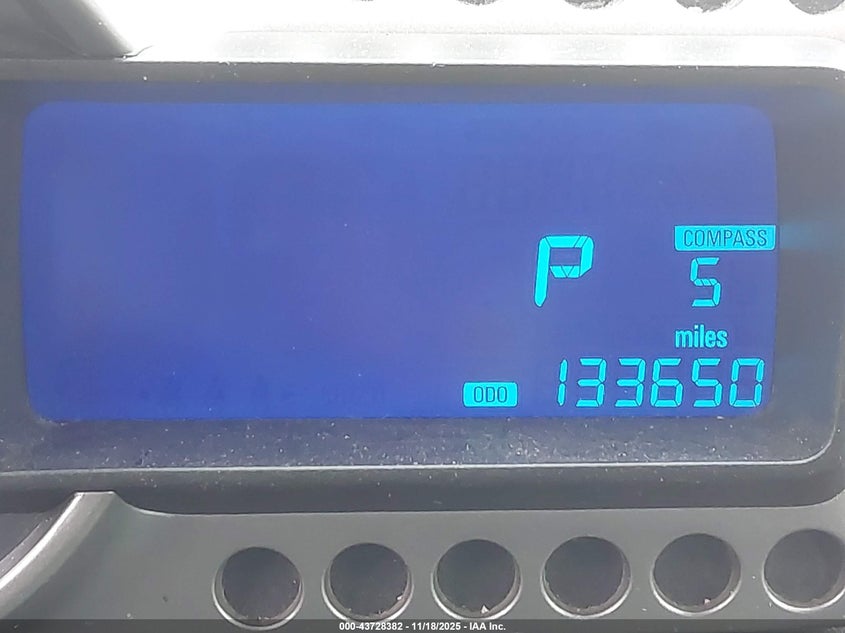 P
COMPASS
S
miles
ODO 133650
000-43728382 - 11/18/2025 - IAA Inc.